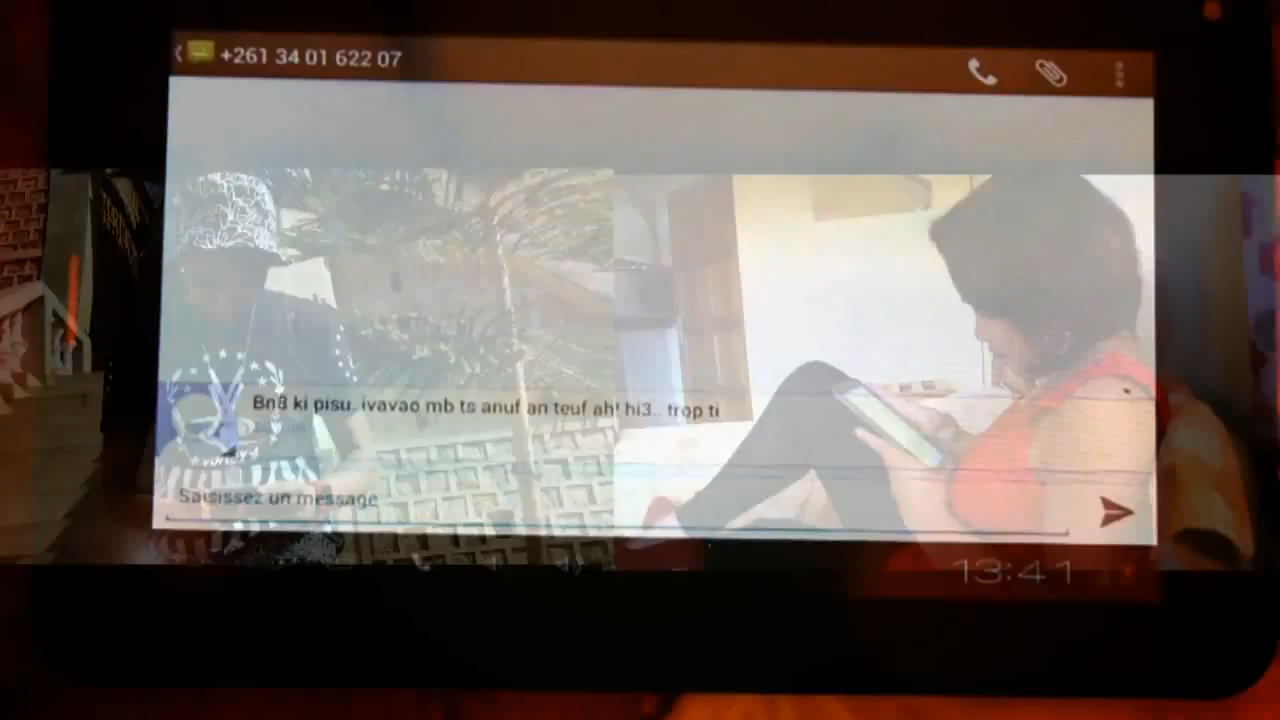 +261 34 01 622 07
Bn8 ki pisu..ivavao mb ts anuf an teuf ah! hi3.. trop ti
Saisissez un message
13:41